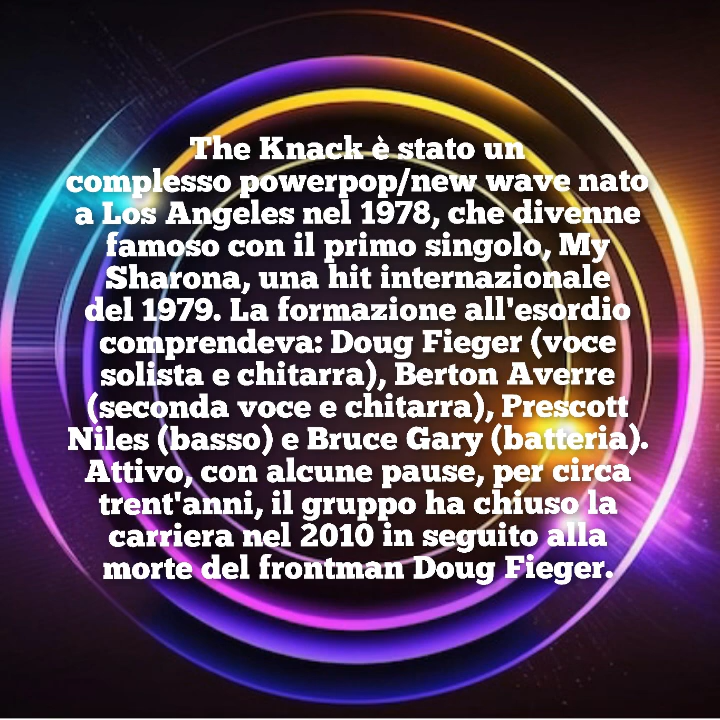 The Knack è stato un
complesso powerpop/new wave nato
a Los Angeles nel 1978, che divenne
famoso con il primo singolo, My
Sharona, una hit internazionale
del 1979. La formazione all'esordio
comprendeva: Doug Fieger (voce
solista e chitarra), Berton Averre
(seconda voce e chitarra), Prescott
Niles (basso) e Bruce Gary (batteria).
Attivo, con alcune pause, per circa
trent'anni, il gruppo ha chiuso la
carriera nel 2010 in seguito alla
morte del frontman Doug Fieger.